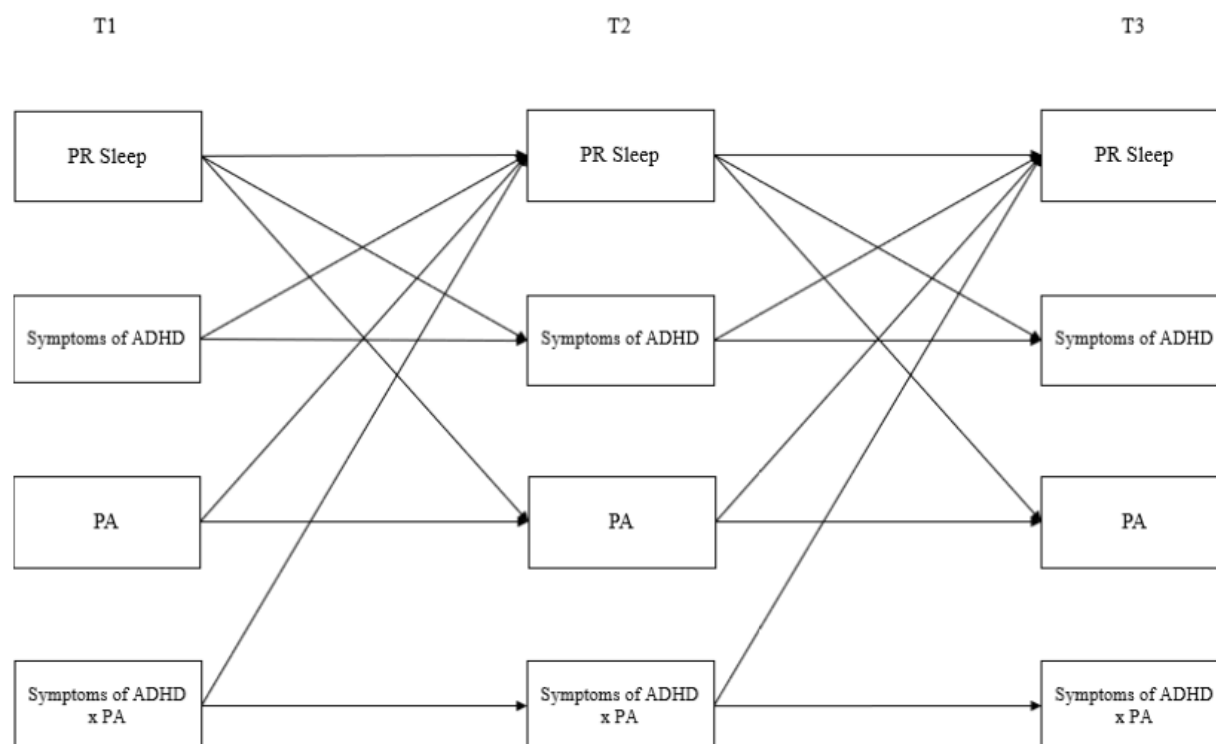 T1 T2 T3
PR Sleep PR Sleep PR Sleep
Symptoms of ADHD Symptoms of ADHD Symptoms of ADHD
PA PA PA
Symptoms of ADHD Symptoms of ADHD Symptoms of ADHD
x PA x PA x PA